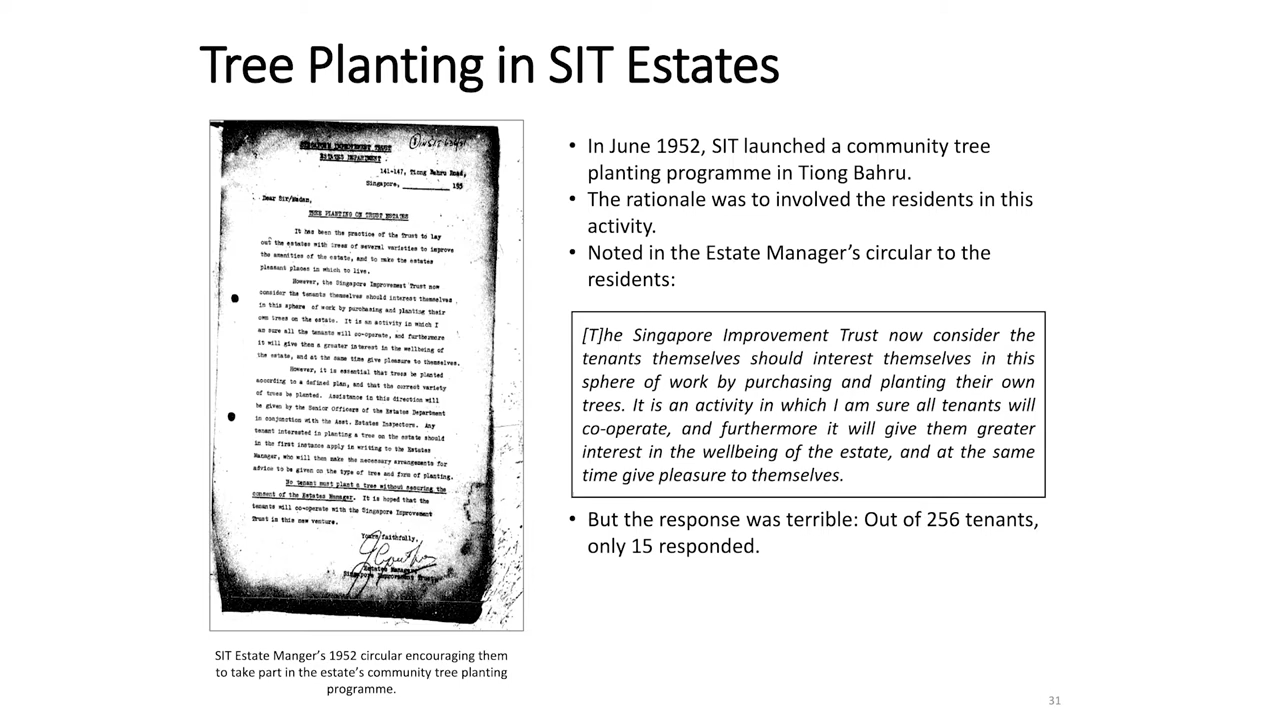 Tree Planting in SIT Estates
SINGAPORE IMPROVEMENT TRUST
ESTATES DEPARTMENT
141-147, Tiong Bahru Road,
Singapore, 195
Dear Sir/Madam,
TREE PLANTING ON TRUST ESTATES
It has been the practice of the Trust to lay
out the estates with trees of several varieties to improve
the amenities of the estate, and to make the estates
pleasant places in which to live.
However, the Singapore Improvement Trust now
consider the tenants themselves should interest themselves
in this sphere of work by purchasing and planting their
own trees on the estate. It is an activity in which I
am sure all the tenants will co-operate, and furthermore
it will give them a greater interest in the wellbeing of
the estate, and at the same time give pleasure to themselves.
However, it is essential that trees be planted
according to a defined plan, and that the correct variety
of trees be planted. Assistance in this direction will
be given by the Senior Officers of the Estates Department
in conjunction with the Asst. Estates Inspectors. Any
tenant interested in planting a tree on the estate should
in the first instance apply in writing to the Estates
Manager, who will then make the necessary arrangements for
advice to be given on the type of tree and form of planting.
No tenant must plant a tree without securing the
consent of the Estates Manager. It is hoped that the
tenants will co-operate with the Singapore Improvement
Trust in this new venture.
Yours faithfully,
Estates Manager
Singapore Improvement Trust
SIT Estate Manger's 1952 circular encouraging them
to take part in the estate's community tree planting
programme.
• In June 1952, SIT launched a community tree
planting programme in Tiong Bahru.
• The rationale was to involved the residents in this
activity.
• Noted in the Estate Manager's circular to the
residents:
[T]he Singapore Improvement Trust now consider the
tenants themselves should interest themselves in this
sphere of work by purchasing and planting their own
trees. It is an activity in which I am sure all tenants will
co-operate, and furthermore it will give them greater
interest in the wellbeing of the estate, and at the same
time give pleasure to themselves.
• But the response was terrible: Out of 256 tenants,
only 15 responded.
31